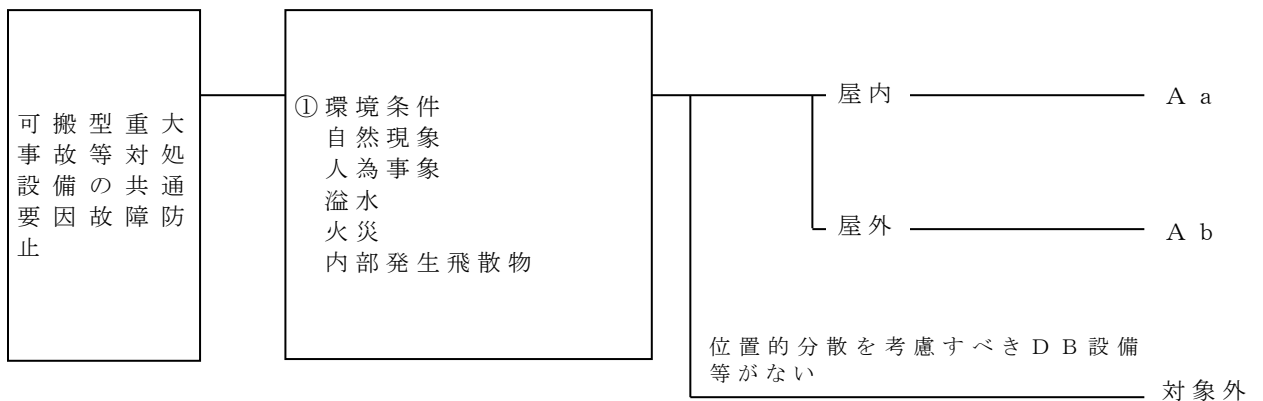 可搬型重大
事故等対処
設備の共通
要因故障防
止
①環境条件
自然現象
人為事象
溢水
火災
内部発生飛散物
屋内
Ａａ
屋外
Ａｂ
位置的分散を考慮すべきＤＢ設備
等がない
対象外